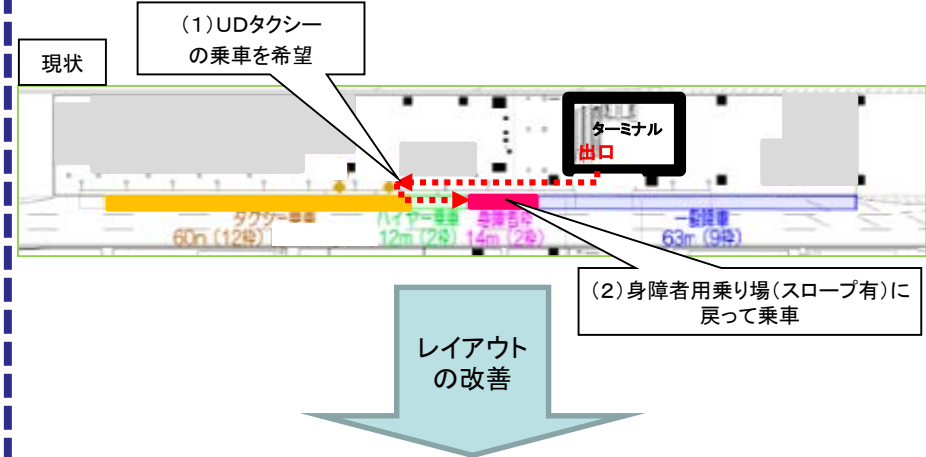 (1)UDタクシー
の乗車を希望
現状
ターミナル
出口
タクシー乗車
ハイヤー乗車
身障者枠
一般降車
60m (12枠)
12m (2枠)
14m (2枠)
63m (9枠)
(2)身障者用乗り場(スロープ有)に
戻って乗車
レイアウト
の改善